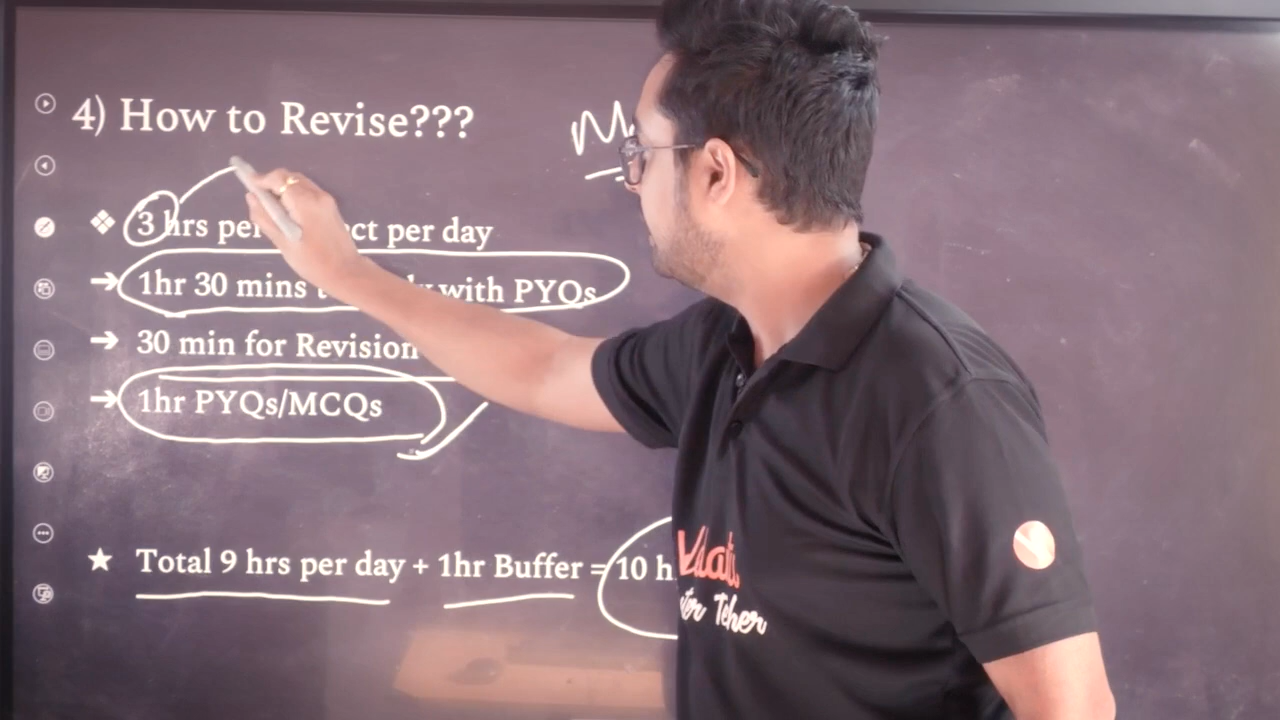 4) How to Revise???
3 hrs per ct per day
1hr 30 mins with PYQs
30 min for Revision
1hr PYQs/MCQs
Total 9 hrs per day + 1hr Buffer = 10 h